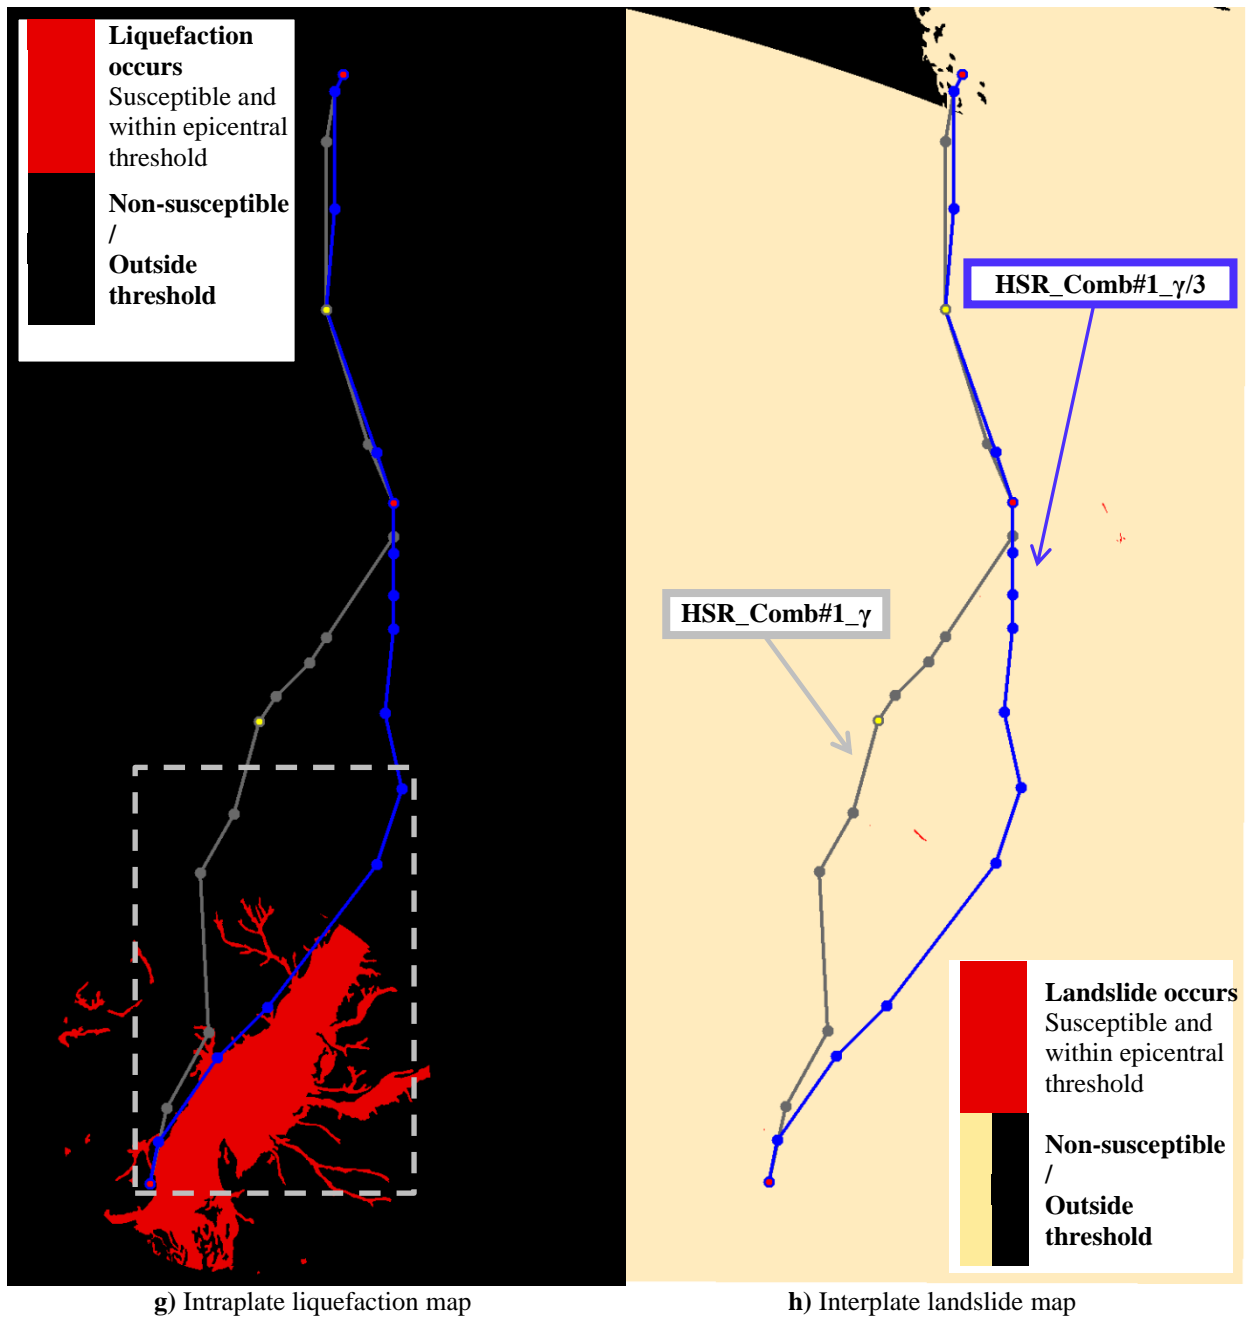 Liquefaction
occurs
Susceptible and
within epicentral
threshold
Non-susceptible
/
Outside
threshold
HSR_Comb#1_γ/3
HSR_Comb#1_γ
Landslide occurs
Susceptible and
within epicentral
threshold
Non-susceptible
/
Outside
threshold
g) Intraplate liquefaction map
h) Interplate landslide map